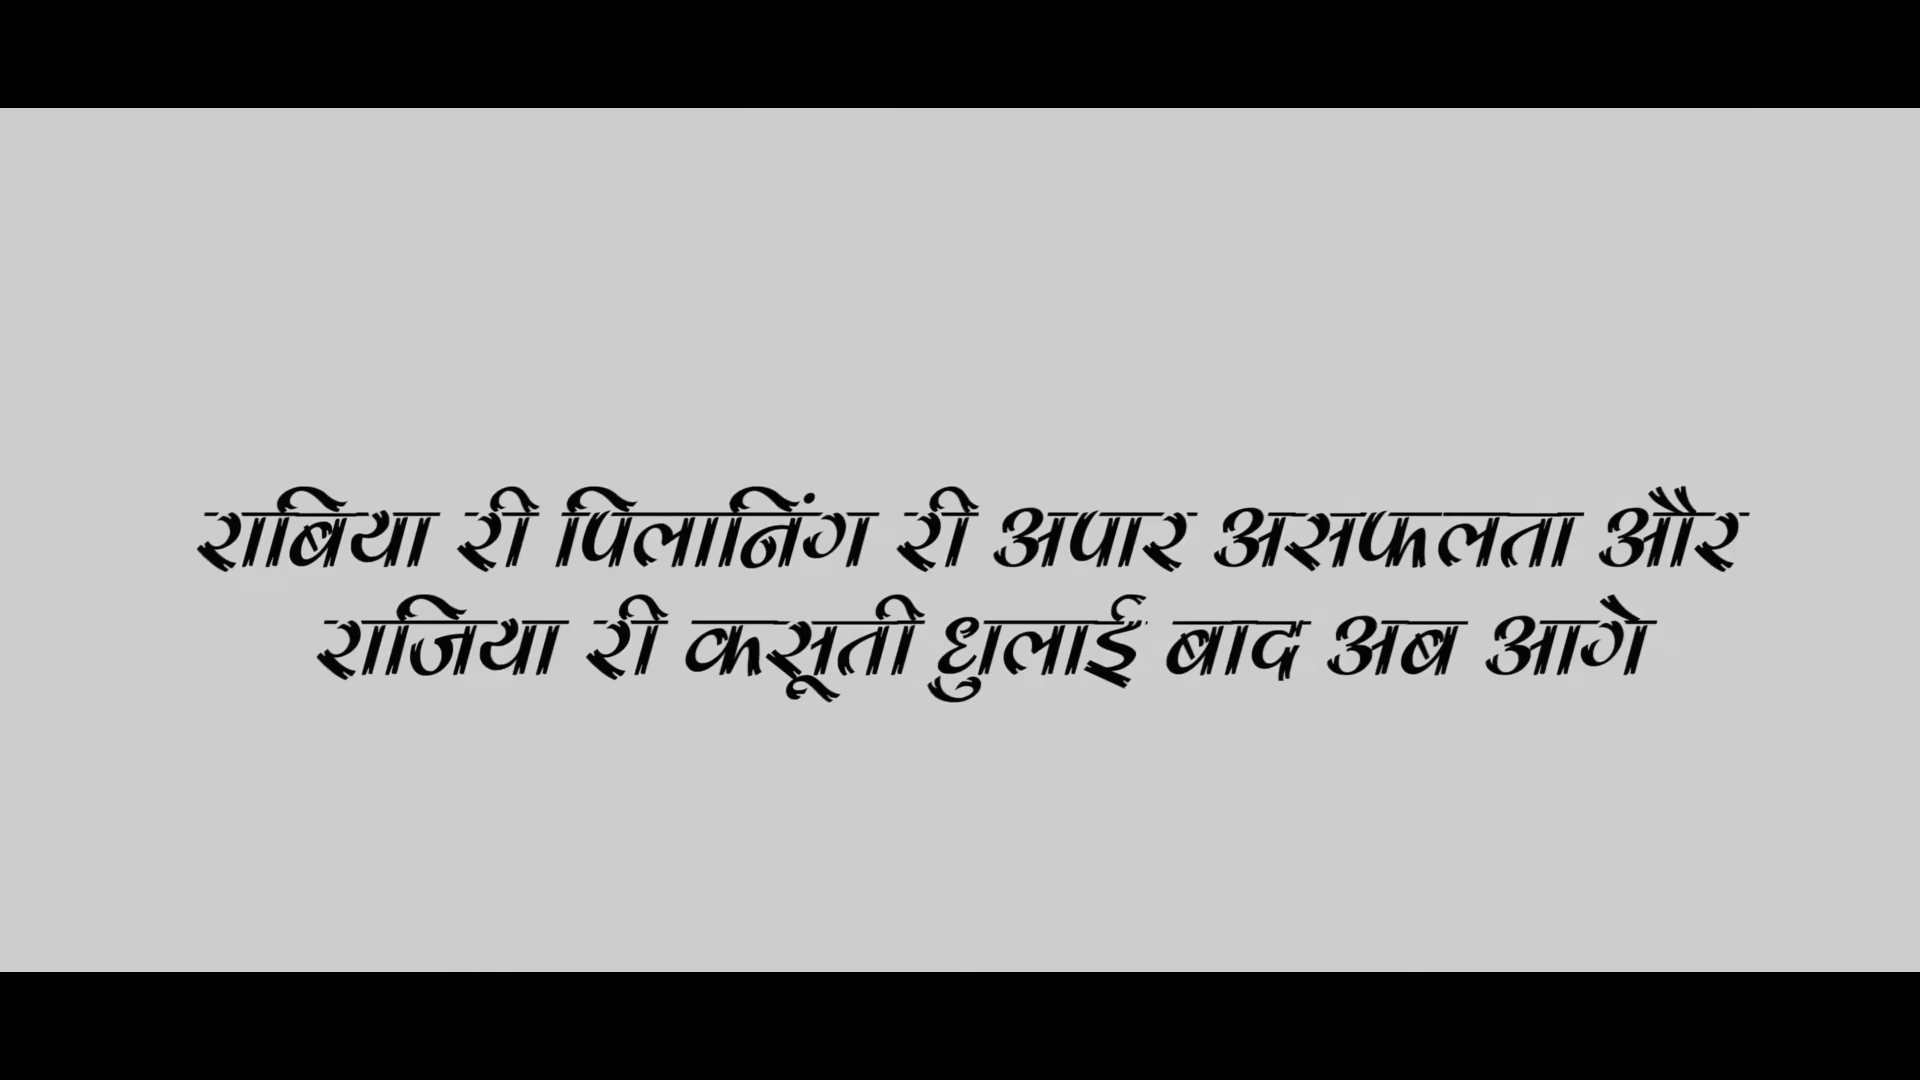 राबिया री पिलानिंग री अपार असफलता और
राजिया री कसूती धुलाई बाद अब आगे